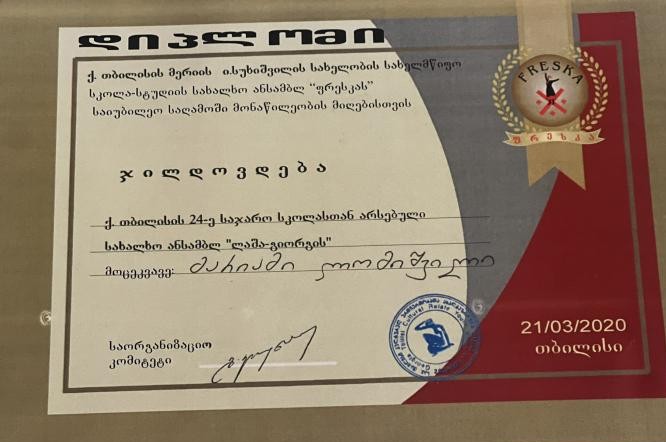 დიპლომი
ქ. თბილისის მერიის ი.სუხიშვილის სახელობის სახელმწიფო
სკოლა-სტუდიის სახალხო ანსამბლ "ფრესკას"
საიუბილეო საღამოში მონაწილეობის მიღებისთვის
FRESKA
ფრესკა
ჯილდოვდება
ქ. თბილისის 24-ე საჯარო სკოლასთან არსებული
სახალხო ანსამბლ "ლაშა-გიორგის"
მოცეკვავე: მარიამი ლომიშვილი
საორგანიზაციო
კომიტეტი
21/03/2020
თბილისი